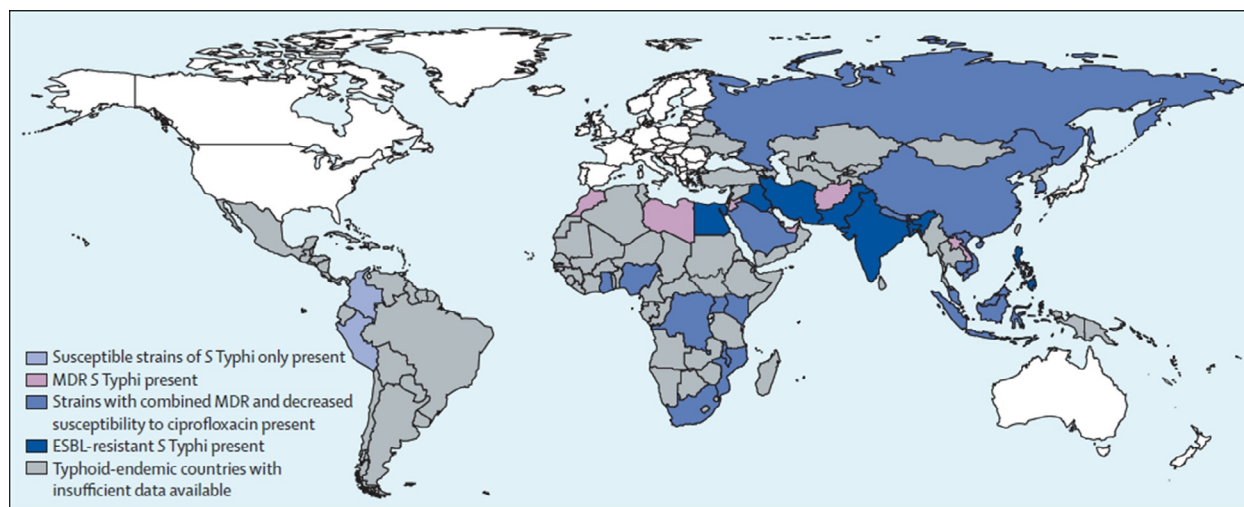 Susceptible strains of S Typhi only present
MDR S Typhi present
Strains with combined MDR and decreased
susceptibility to ciprofloxacin present
ESBL-resistant S Typhi present
Typhoid-endemic countries with
insufficient data available